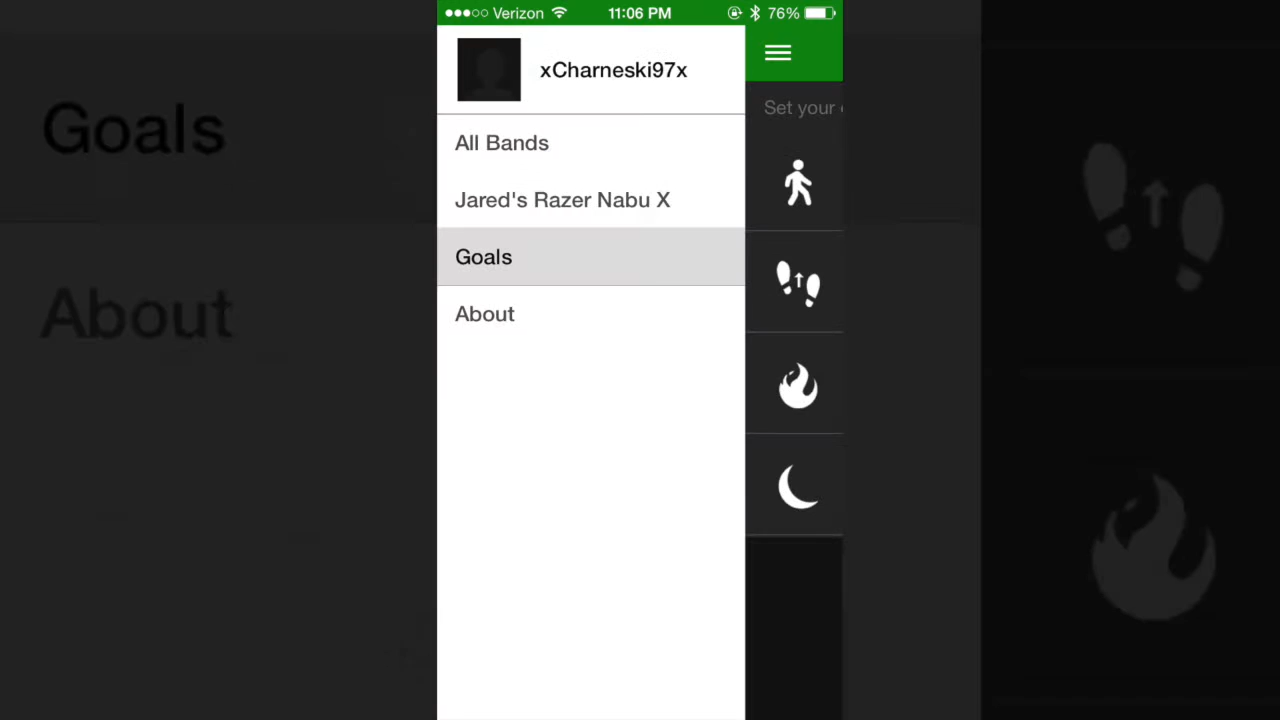 Verizon 11:06 PM 76%
xCharneski97x
Set your
All Bands
Jared's Razer Nabu X
Goals
About
Goals
About